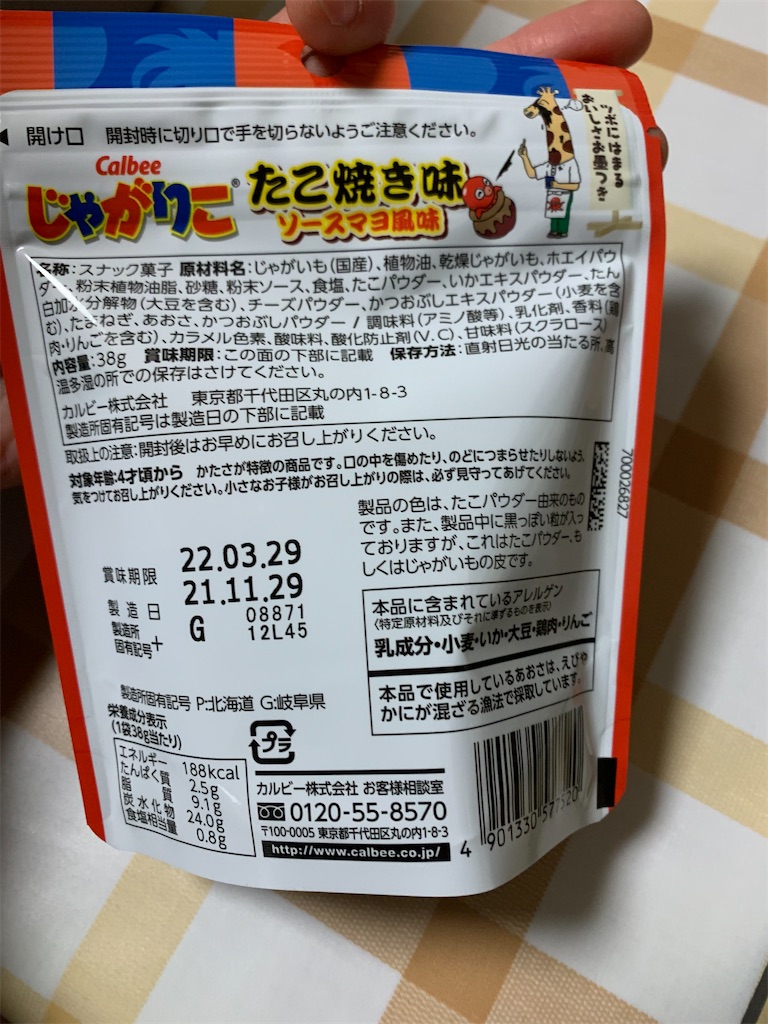 開け口 開封時に切り口で手を切らないようご注意ください。
Calbee
じゃがりこ®
たこ焼き味
ソースマヨ風味
ツボにはまる
おいしさお墨つき
名称:スナック菓子 原材料名:じゃがいも(国産)、植物油、乾燥じゃがいも、ホエイパウ
ダー、粉末植物油脂、砂糖、粉末ソース、食塩、たこパウダー、いかエキスパウダー、たん
白加水分解物(大豆を含む)、チーズパウダー、かつおぶしエキスパウダー(小麦を含
む)、たまねぎ、あおさ、かつおぶしパウダー / 調味料(アミノ酸等)、乳化剤、香料(鶏
肉・りんごを含む)、カラメル色素、酸味料、酸化防止剤(V.C)、甘味料(スクラロース)
内容量:38g 賞味期限:この面の下部に記載 保存方法:直射日光の当たる所、高
温多湿の所での保存はさけてください。
カルビー株式会社 東京都千代田区丸の内1-8-3
製造所固有記号は製造日の下部に記載
取扱上の注意:開封後はお早めにお召し上がりください。
対象年齢:4才頃から かたさが特徴の商品です。口の中を傷めたり、のどにつまらせたりしないよう、
気をつけてお召し上がりください。小さなお子様がお召し上がりの際は、必ず見守ってあげてください。
700026827
製品の色は、たこパウダー由来のもの
です。また、製品中に黒っぽい粒が入っ
ておりますが、これはたこパウダー、も
しくはじゃがいもの皮です。
賞味期限 22.03.29
製造日 21.11.29
製造所固有記号+ G 08871
12L45
本品に含まれているアレルゲン
(特定原材料及びそれに準ずるものを表示)
乳成分・小麦・いか・大豆・鶏肉・りんご
本品で使用しているあおさは、えびや
かにが混ざる漁法で採取しています。
製造所固有記号 P:北海道 G:岐阜県
栄養成分表示
(1袋38g当たり)
エネルギー 188kcal
たんぱく質 2.5g
脂質 9.1g
炭水化物 24.0g
食塩相当量 0.8g
プラ
カルビー株式会社 お客様相談室
0120-55-8570
〒100-0005 東京都千代田区丸の内1-8-3
http://www.calbee.co.jp/
4 901330 577520